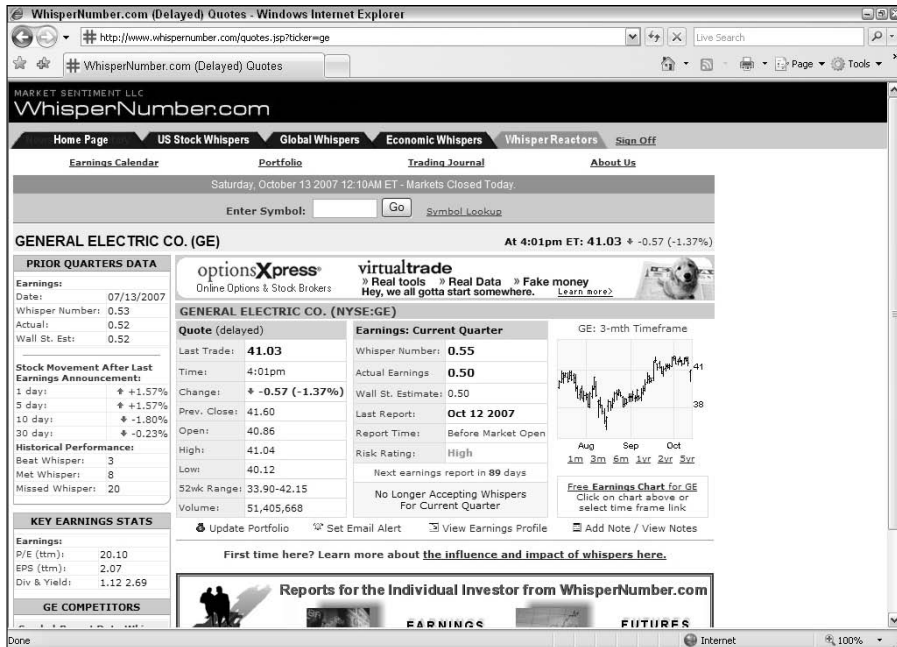 WhisperNumber.com (Delayed) Quotes - Windows Internet Explorer
http://www.whispernumber.com/quotes.jsp?ticker=ge
Live Search
WhisperNumber.com (Delayed) Quotes
Page
Tools
MARKET SENTIMENT LLC
WhisperNumber.com
Home Page
US Stock Whispers
Global Whispers
Economic Whispers
Whisper Reactors
Sign Off
Earnings Calendar
Portfolio
Trading Journal
About Us
Saturday, October 13 2007 12:10AM ET - Markets Closed Today.
Enter Symbol:
Go
Symbol Lookup
GENERAL ELECTRIC CO. (GE)
At 4:01pm ET: 41.03 -0.57 (-1.37%)
PRIOR QUARTERS DATA
Earnings:
Date: 07/13/2007
Whisper Number: 0.53
Actual: 0.52
Wall St. Est: 0.52
Stock Movement After Last
Earnings Announcement:
1 day: +1.57%
5 day: +1.57%
10 day: -1.80%
30 day: -0.23%
Historical Performance:
Beat Whisper: 3
Met Whisper: 8
Missed Whisper: 20
KEY EARNINGS STATS
Earnings:
P/E (ttm): 20.10
EPS (ttm): 2.07
Div & Yield: 1.12 2.69
GE COMPETITORS
optionsXpress®
Online Options & Stock Brokers
virtualtrade
» Real tools » Real Data » Fake money
Hey, we all gotta start somewhere. Learn more>
GENERAL ELECTRIC CO. (NYSE:GE)
Quote (delayed)
Last Trade: 41.03
Time: 4:01pm
Change: -0.57 (-1.37%)
Prev. Close: 41.60
Open: 40.86
High: 41.04
Low: 40.12
52wk Range: 33.90-42.15
Volume: 51,405,668
Earnings: Current Quarter
Whisper Number: 0.55
Actual Earnings 0.50
Wall St. Estimate: 0.50
Last Report: Oct 12 2007
Report Time: Before Market Open
Risk Rating: High
Next earnings report in 89 days
No Longer Accepting Whispers
For Current Quarter
GE: 3-mth Timeframe
41
38
Aug Sep Oct
1m 3m 6m 1yr 2yr 5yr
Free Earnings Chart for GE
Click on chart above or
select time frame link
Update Portfolio
Set Email Alert
View Earnings Profile
Add Note / View Notes
First time here? Learn more about the influence and impact of whispers here.
Reports for the Individual Investor from WhisperNumber.com
EARNINGS
FUTURES
Done
Internet
100%